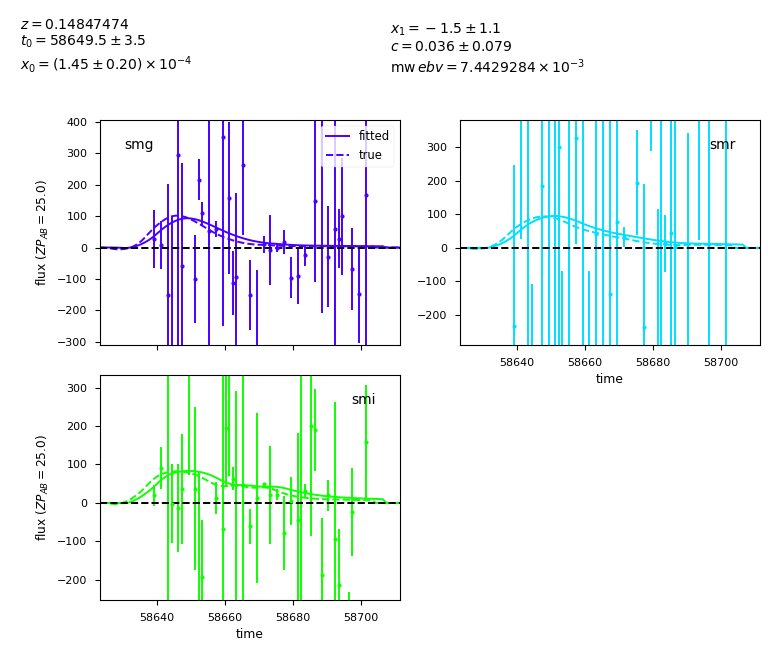 z = 0.14847474
t₀ = 58649.5 ± 3.5
x₀ = (1.45 ± 0.20) × 10⁻⁴
x₁ = −1.5 ± 1.1
c = 0.036 ± 0.079
mw ebv = 7.4429284 × 10⁻³
smg
fitted
true
400
300
200
100
0
−100
−200
−300
flux (ZP_AB = 25.0)
smr
300
200
100
0
−100
−200
58640 58660 58680 58700
time
smi
300
200
100
0
−100
−200
flux (ZP_AB = 25.0)
58640 58660 58680 58700
time